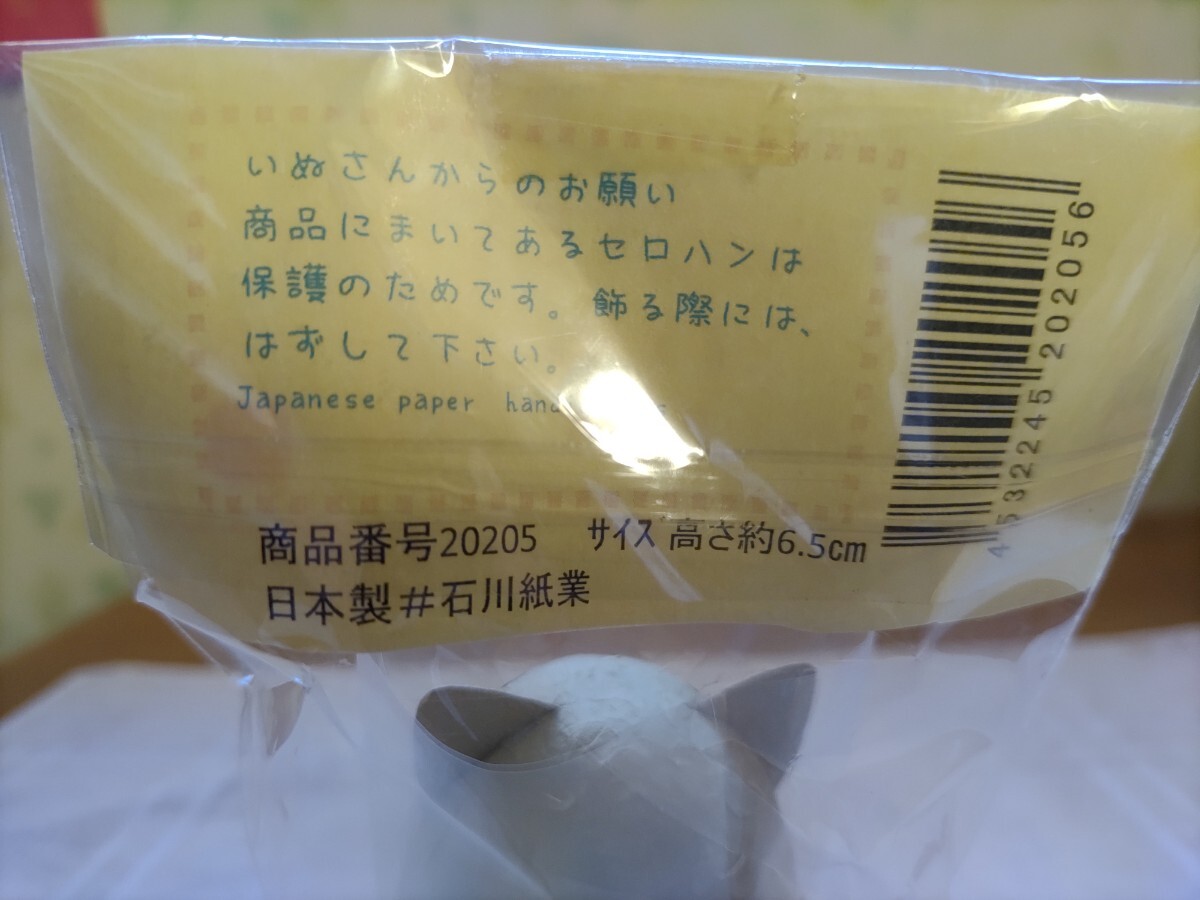 いぬさんからのお願い
商品にまいてあるセロハンは
保護のためです。飾る際には、
はずして下さい。
Japanese paper
商品番号20205 サイズ 高さ約6.5cm
日本製#石川紙業
4532245202056